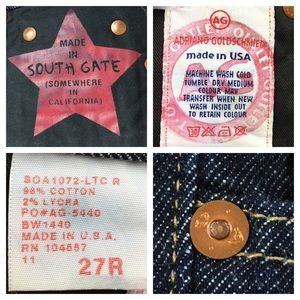 MADE
IN
SOUTH GATE
(SOMEWHERE
IN
CALIFORNIA)
AG
ADRIANO GOLDSCHMIED
made in USA
MACHINE WASH COLD
TUMBLE DRY MEDIUM
COLOUR MAY
TRANSFER WHEN NEW
WASH INSIDE OUT
TO RETAIN COLOUR
SOA1072-LTC R
98% COTTON
2% LYCRA
PO#AG-5440
BW1440
MADE IN U.S.A.
RN 104857
11
27R